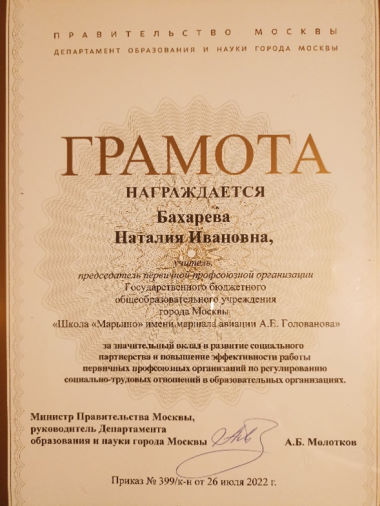 ПРАВИТЕЛЬСТВО МОСКВЫ
ДЕПАРТАМЕНТ ОБРАЗОВАНИЯ И НАУКИ ГОРОДА МОСКВЫ
ГРАМОТА
НАГРАЖДАЕТСЯ
Бахарева
Наталия Ивановна,
учитель,
председатель первичной профсоюзной организации
Государственного бюджетного
общеобразовательного учреждения
города Москвы
«Школа «Марьино» имени маршала авиации А.Е. Голованова»
за значительный вклад в развитие социального
партнерства и повышение эффективности работы
первичных профсоюзных организаций по регулированию
социально-трудовых отношений в образовательных организациях.
Министр Правительства Москвы,
руководитель Департамента
образования и науки города Москвы А.Б. Молотков
Приказ № 399/к-н от 26 июля 2022 г.